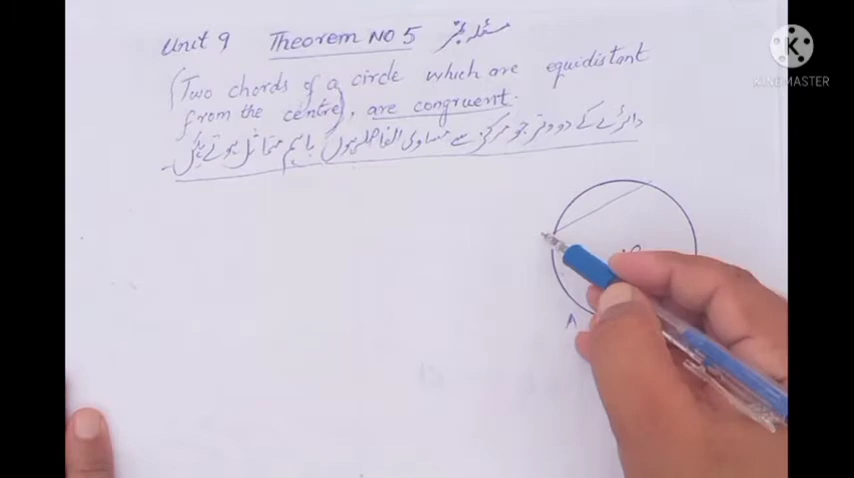 Unit 9 Theorem NO 5 مسئلہ نمبر
(Two chords of a circle which are equidistant
from the centre), are congruent.
دائرے کے دو وتر جو مرکز سے مساوی الفاصلہ ہوں باہم متماثل ہوتے ہیں۔
A
K
KINEMASTER